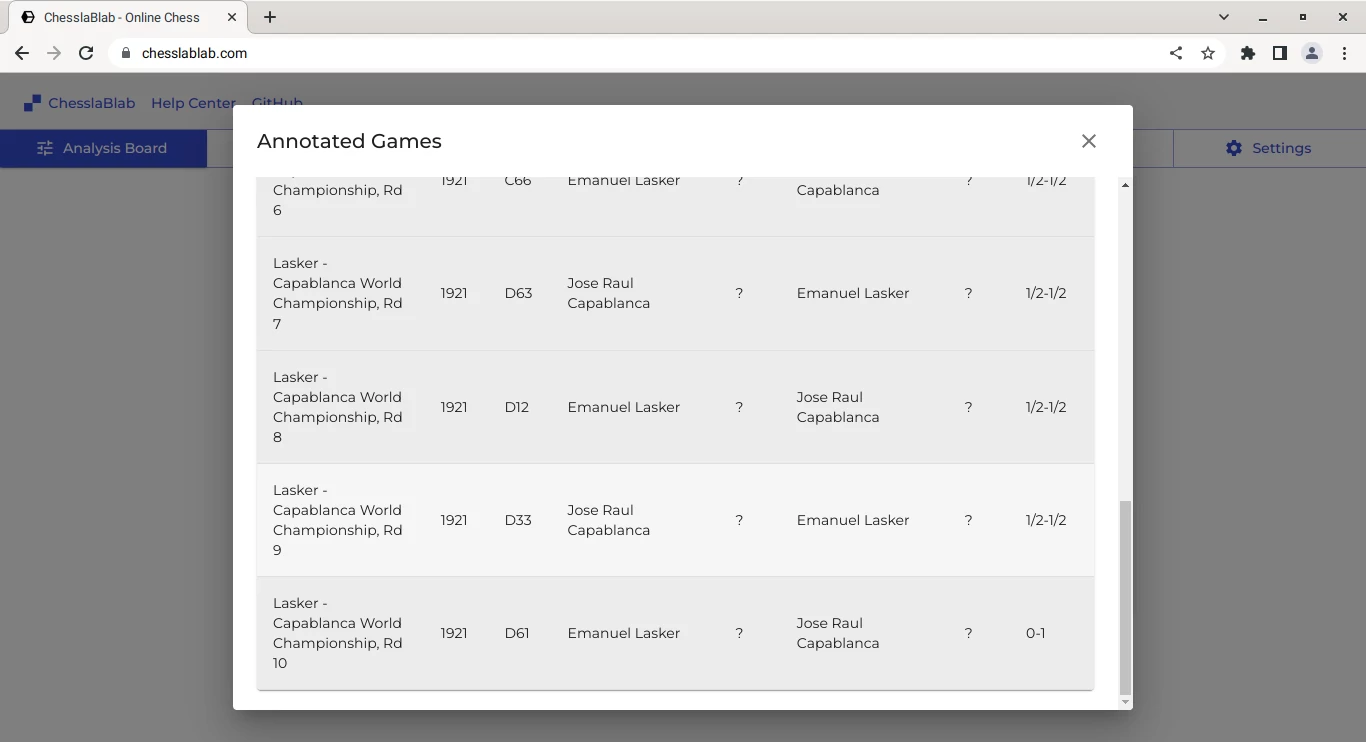 ChesslaBlab - Online Chess
chesslablab.com
ChesslaBlab Help Center GitHub
Annotated Games
Analysis Board
Settings
Championship, Rd 6 1921 C66 Emanuel Lasker ? Capablanca ? 1/2-1/2
Lasker -
Capablanca World
Championship, Rd
7
1921
D63
Jose Raul
Capablanca
?
Emanuel Lasker
?
1/2-1/2
Lasker -
Capablanca World
Championship, Rd
8
1921
D12
Emanuel Lasker
?
Jose Raul
Capablanca
?
1/2-1/2
Lasker -
Capablanca World
Championship, Rd
9
1921
D33
Jose Raul
Capablanca
?
Emanuel Lasker
?
1/2-1/2
Lasker -
Capablanca World
Championship, Rd
10
1921
D61
Emanuel Lasker
?
Jose Raul
Capablanca
?
0-1